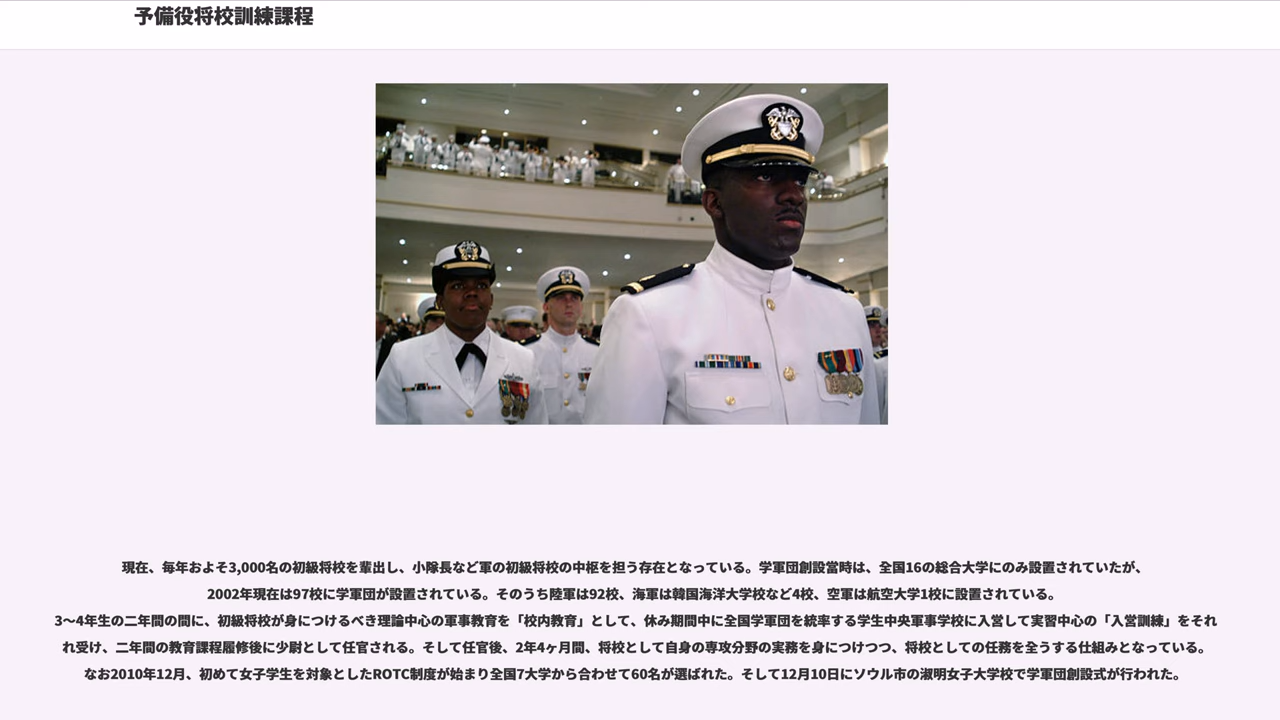 予備役将校訓練課程
現在、毎年およそ3,000名の初級将校を輩出し、小隊長など軍の初級将校の中枢を担う存在となっている。学軍団創設當時は、全国16の総合大学にのみ設置されていたが、
2002年現在は97校に学軍団が設置されている。そのうち陸軍は92校、海軍は韓国海洋大学校など4校、空軍は航空大学1校に設置されている。
3〜4年生の二年間の間に、初級将校が身につけるべき理論中心の軍事教育を「校内教育」として、休み期間中に全国学軍団を統率する学生中央軍事学校に入営して実習中心の「入営訓練」をそれ
れ受け、二年間の教育課程履修後に少尉として任官される。そして任官後、2年4ヶ月間、将校として自身の専攻分野の実務を身につけつつ、将校としての任務を全うする仕組みとなっている。
なお2010年12月、初めて女子学生を対象としたROTC制度が始まり全国7大学から合わせて60名が選ばれた。そして12月10日にソウル市の淑明女子大学校で学軍団創設式が行われた。